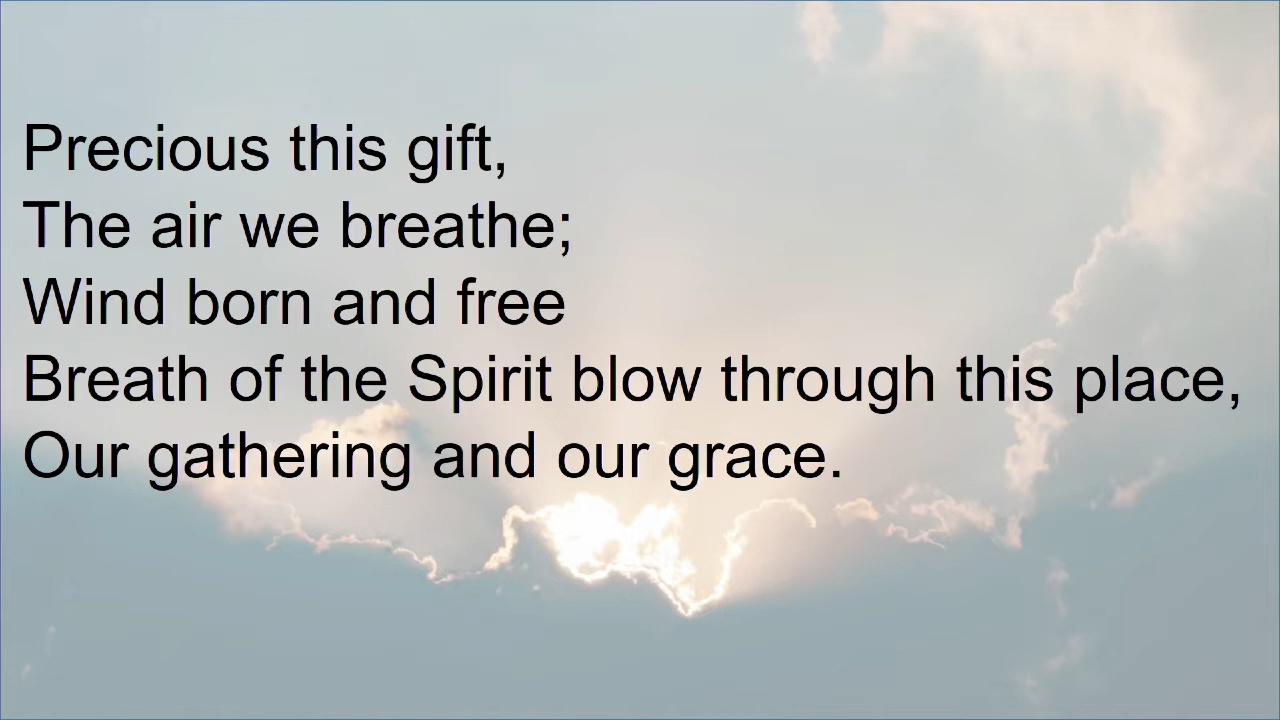 Precious this gift,
The air we breathe;
Wind born and free
Breath of the Spirit blow through this place,
Our gathering and our grace.